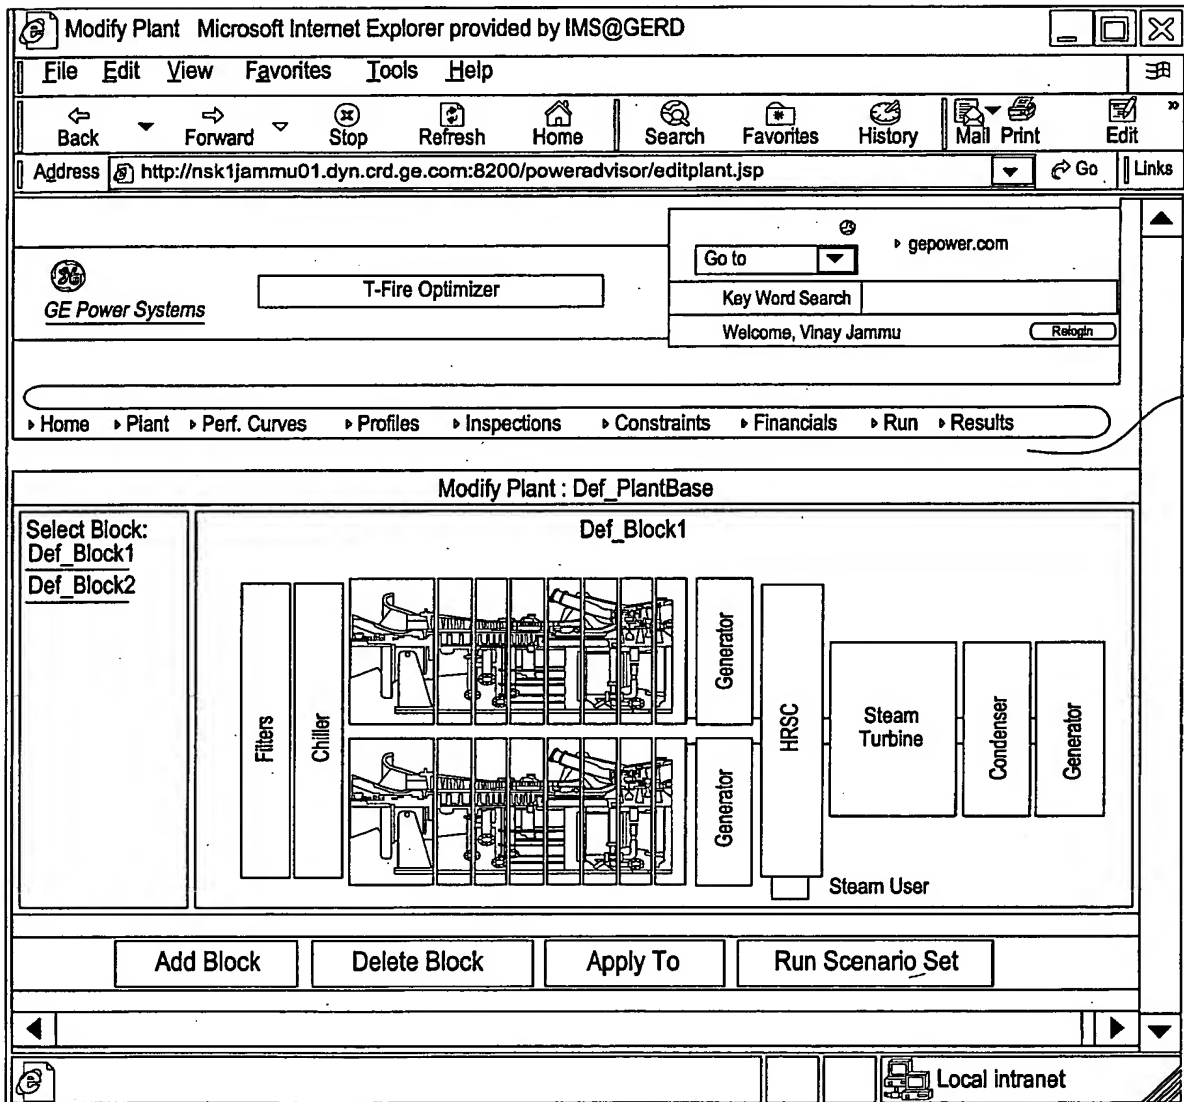 Modify Plant Microsoft Internet Explorer provided by IMS@GERD
File Edit View Favorites Tools Help
Back Forward Stop Refresh Home Search Favorites History Mail Print Edit
Address http://nsk1jammu01.dyn.crd.ge.com:8200/poweradvisor/editplant.jsp Go Links
Go to gepower.com
GE Power Systems
T-Fire Optimizer
Key Word Search
Welcome, Vinay Jammu Relogin
Home Plant Perf. Curves Profiles Inspections Constraints Financials Run Results
Modify Plant : Def_PlantBase
Select Block:
Def_Block1
Def_Block2
Def_Block1
Filters
Chiller
Generator
Generator
HRSC
Steam
Turbine
Condenser
Generator
Steam User
Add Block Delete Block Apply To Run Scenario Set
Local intranet